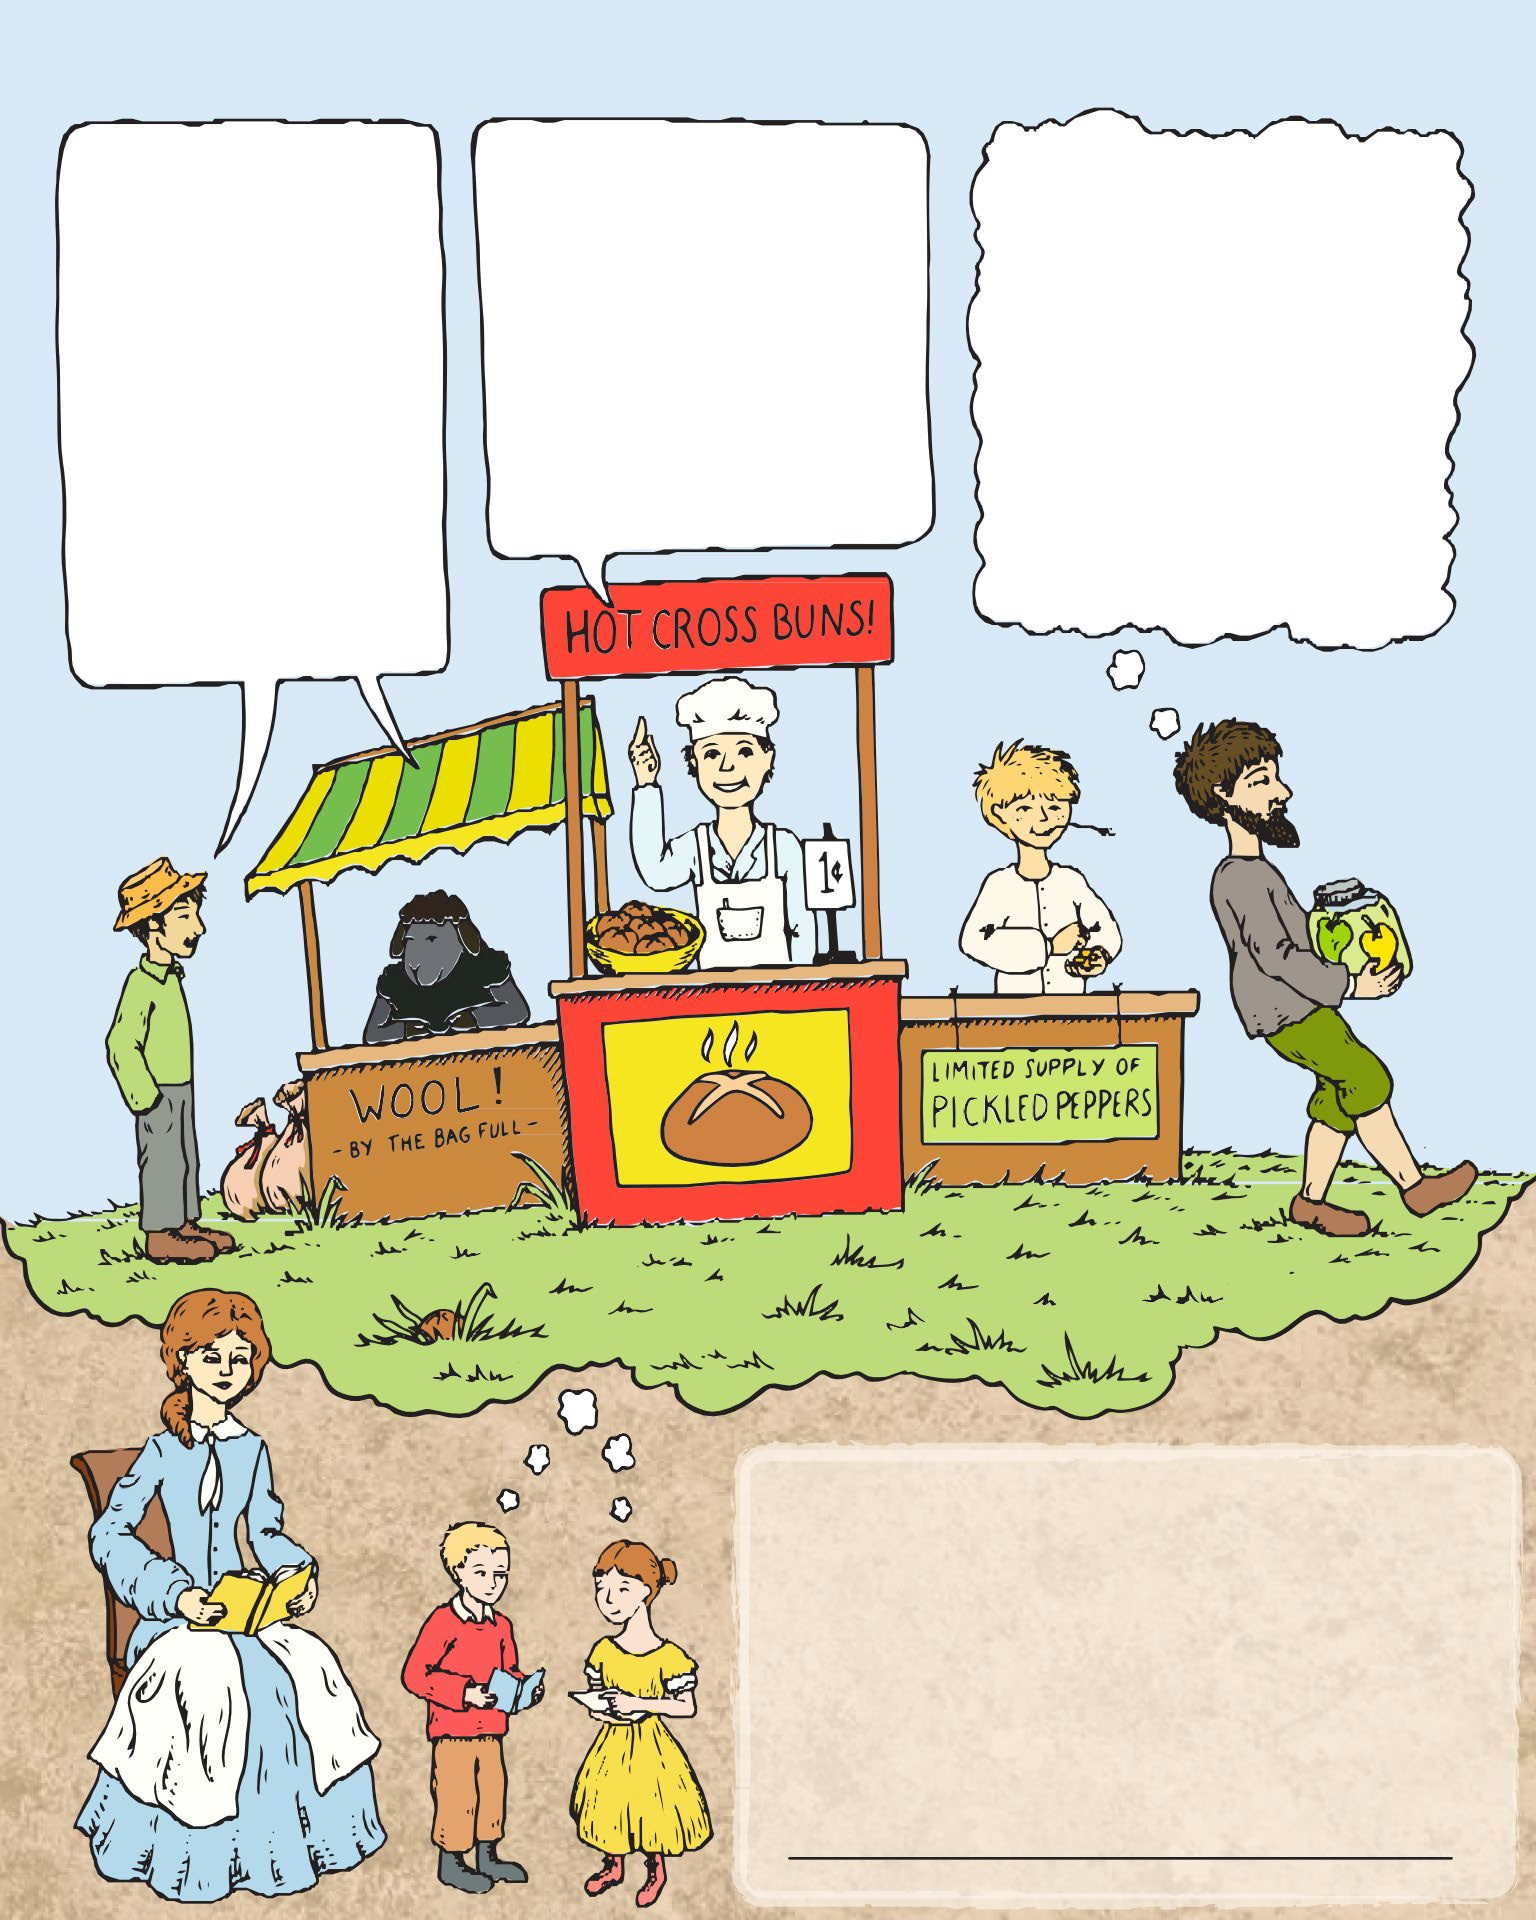 HOT CROSS BUNS!
1¢
WOOL!
- BY THE BAG FULL -
LIMITED SUPPLY OF
PICKLED PEPPERS